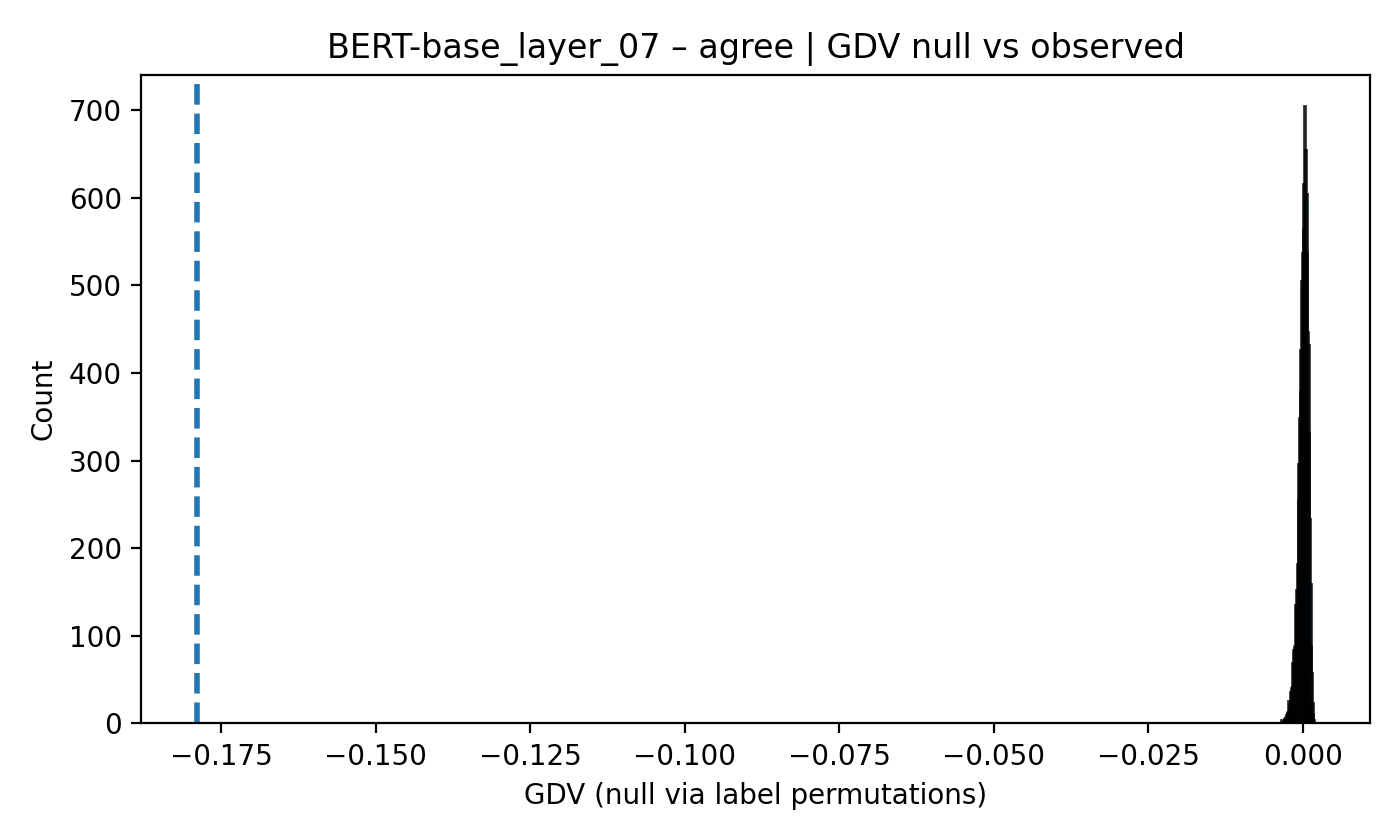 BERT-base_layer_07 – agree | GDV null vs observed
700
600
500
400
300
200
100
0
Count
−0.175 −0.150 −0.125 −0.100 −0.075 −0.050 −0.025 0.000
GDV (null via label permutations)